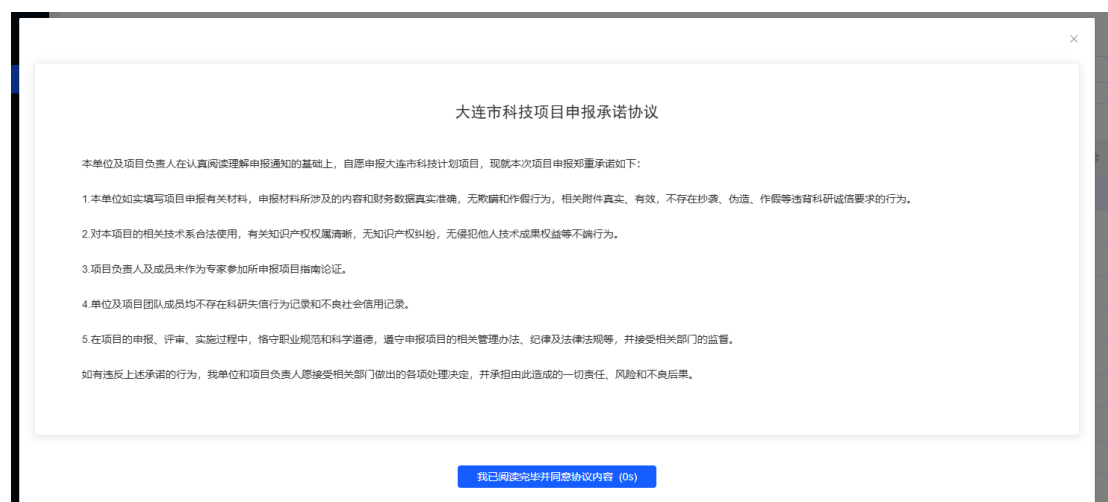 大连市科技项目申报承诺协议
本单位及项目负责人在认真阅读理解申报通知的基础上，自愿申报大连市科技计划项目，现就本次项目申报郑重承诺如下：
1.本单位如实填写项目申报有关材料，申报材料所涉及的内容和财务数据真实准确，无欺瞒和作假行为，相关附件真实、有效，不存在抄袭、伪造、作假等违背科研诚信要求的行为。
2.对本项目的相关技术系合法使用，有关知识产权权属清晰，无知识产权纠纷，无侵犯他人技术成果权益等不端行为。
3.项目负责人及成员未作为专家参加所申报项目指南论证。
4.单位及项目团队成员均不存在科研失信行为记录和不良社会信用记录。
5.在项目的申报、评审、实施过程中，恪守职业规范和科学道德，遵守申报项目的相关管理办法、纪律及法律法规等，并接受相关部门的监督。
如有违反上述承诺的行为，我单位和项目负责人愿接受相关部门做出的各项处理决定，并承担由此造成的一切责任、风险和不良后果。
我已阅读完毕并同意协议内容 (0s)